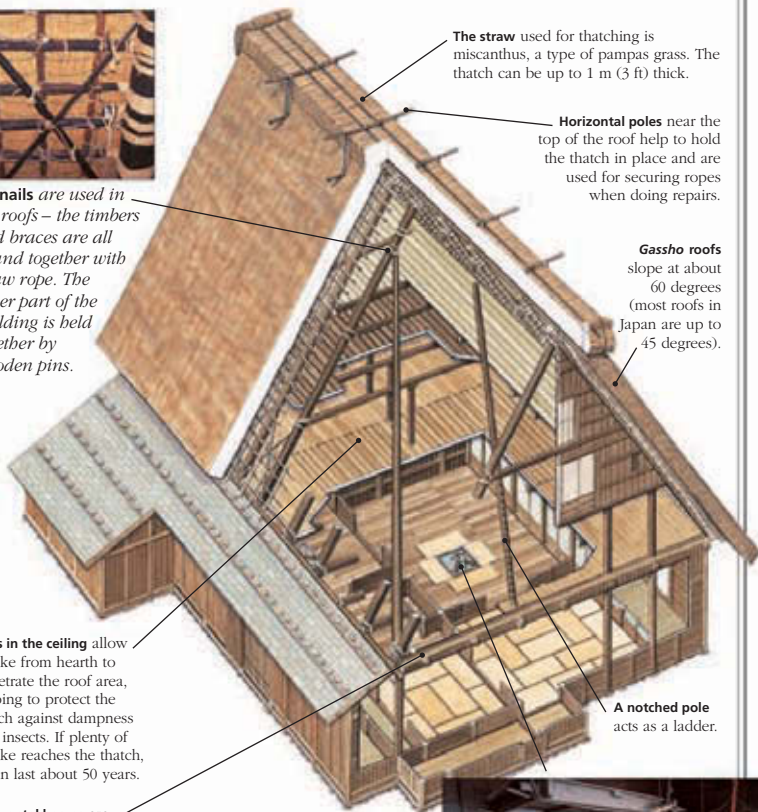 The straw used for thatching is
miscanthus, a type of pampas grass. The
thatch can be up to 1 m (3 ft) thick.
Horizontal poles near the
top of the roof help to hold
the thatch in place and are
used for securing ropes
when doing repairs.
nails are used in
roofs – the timbers
d braces are all
und together with
w rope. The
er part of the
lding is held
ether by
oden pins.
Gassho roofs
slope at about
60 degrees
(most roofs in
Japan are up to
45 degrees).
s in the ceiling allow
ke from hearth to
etrate the roof area,
ping to protect the
ch against dampness
insects. If plenty of
ke reaches the thatch,
n last about 50 years.
A notched pole
acts as a ladder.